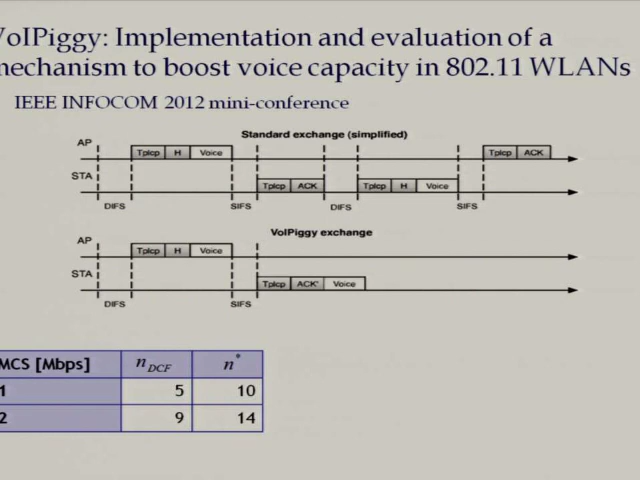 VoIPiggy: Implementation and evaluation of a
mechanism to boost voice capacity in 802.11 WLANs
IEEE INFOCOM 2012 mini-conference
Standard exchange (simplified)
AP
Tplcp H Voice Tplcp ACK
STA
Tplcp ACK Tplcp H Voice
DIFS SIFS DIFS SIFS
VoIPiggy exchange
AP
Tplcp H Voice
STA
Tplcp ACK' Voice
DIFS SIFS
MCS [Mbps] n DCF n*
1 5 10
2 9 14